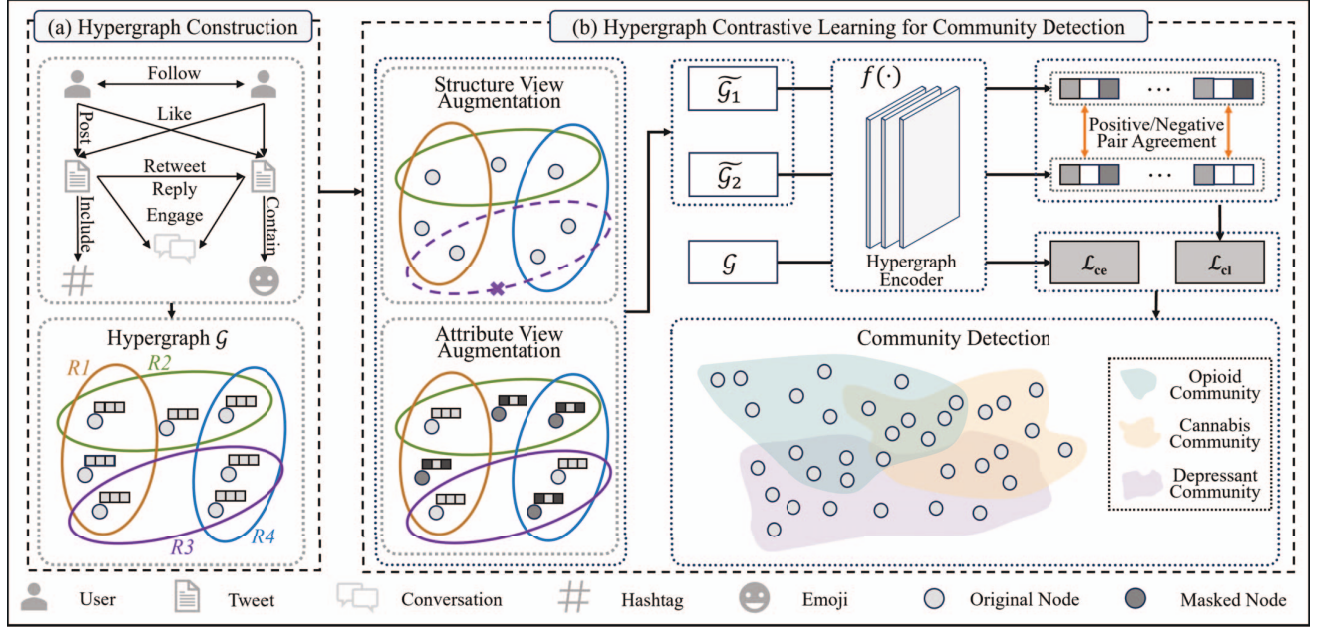 (a) Hypergraph Construction
Follow
Post
Like
Retweet
Reply
Engage
Include
Contain
Hypergraph 𝒢
R1
R2
R3
R4
(b) Hypergraph Contrastive Learning for Community Detection
Structure View
Augmentation
Attribute View
Augmentation
𝒢̃₁
𝒢̃₂
𝒢
f(·)
Hypergraph
Encoder
...
Positive/Negative
Pair Agreement
...
ℒce
ℒcl
Community Detection
Opioid
Community
Cannabis
Community
Depressant
Community
User
Tweet
Conversation
Hashtag
Emoji
Original Node
Masked Node